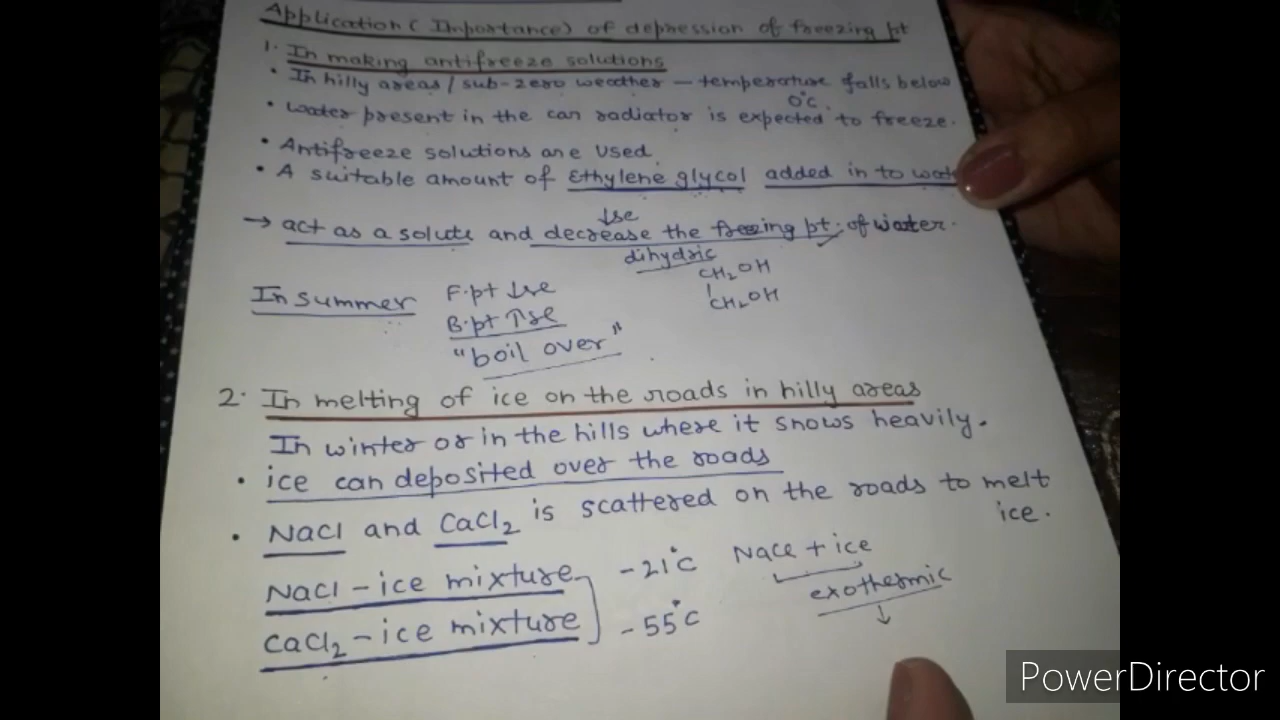 Application (Importance) of depression of freezing pt
1. In making antifreeze solutions
• In hilly areas / sub-zero weather – temperature falls below 0°C.
• Water present in the car radiator is expected to freeze.
• Antifreeze solutions are used.
• A suitable amount of Ethylene glycol added in to wat
↓se
→ act as a solute and decrease the freezing pt. of water.
dihydric
CH₂OH
|
CH₂OH
In summer F.pt ↓se
B.pt ↑se
"boil over"
2. In melting of ice on the roads in hilly areas
In winter or in the hills where it snows heavily.
• ice can deposited over the roads
• NaCl and CaCl₂ is scattered on the roads to melt ice.
NaCl – ice mixture – 21°C NaCl + ice
CaCl₂ – ice mixture – 55°C exothermic
↓
PowerDirector